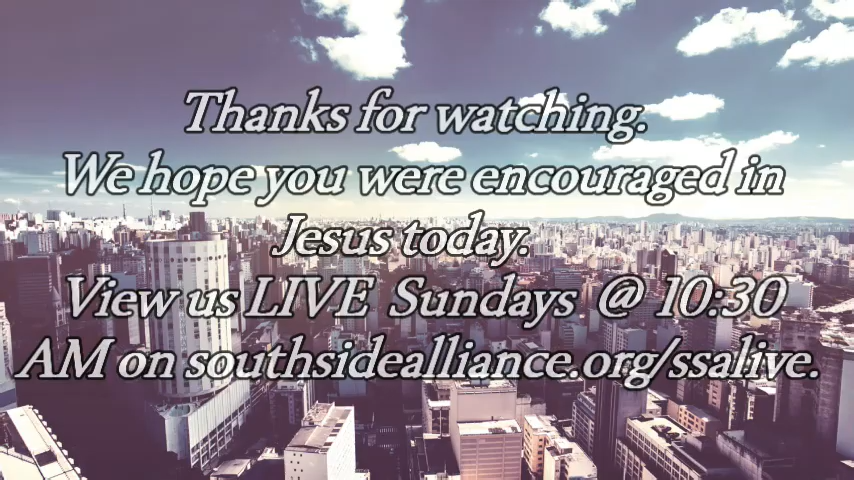 Thanks for watching.
We hope you were encouraged in
Jesus today.
View us LIVE Sundays @ 10:30
AM on southsidealliance.org/ssalive.